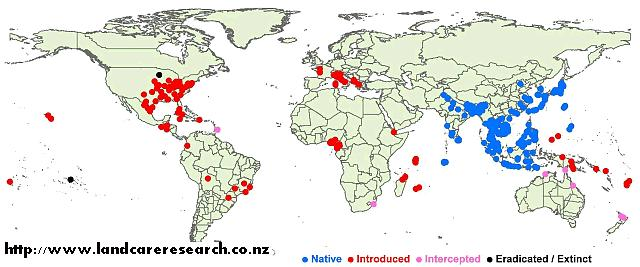 http://www.landcareresearch.co.nz
Native Introduced Intercepted Eradicated / Extinct